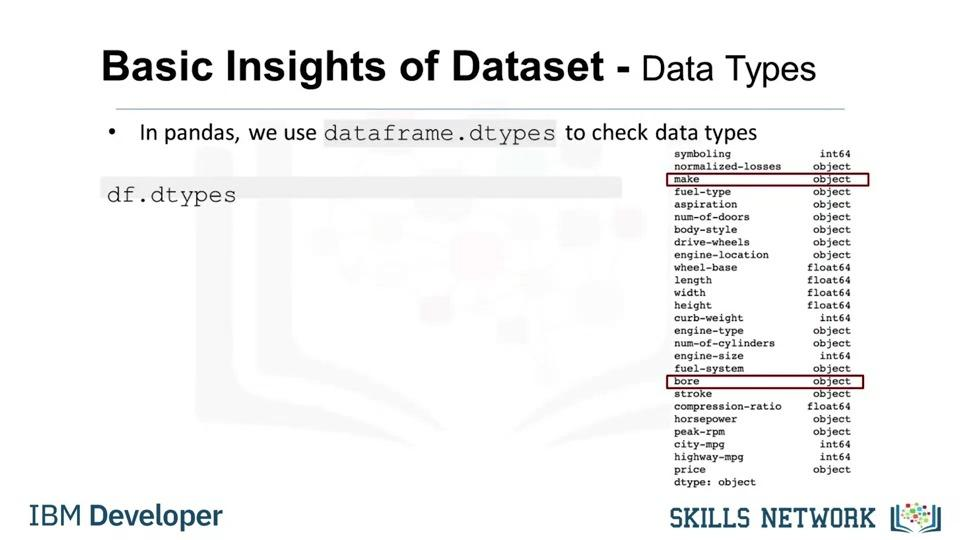 Basic Insights of Dataset - Data Types
• In pandas, we use dataframe.dtypes to check data types
df.dtypes
symboling int64
normalized-losses object
make object
fuel-type object
aspiration object
num-of-doors object
body-style object
drive-wheels object
engine-location object
wheel-base float64
length float64
width float64
height float64
curb-weight int64
engine-type object
num-of-cylinders object
engine-size int64
fuel-system object
bore object
stroke object
compression-ratio float64
horsepower object
peak-rpm object
city-mpg int64
highway-mpg int64
price object
dtype: object
IBM Developer
SKILLS NETWORK